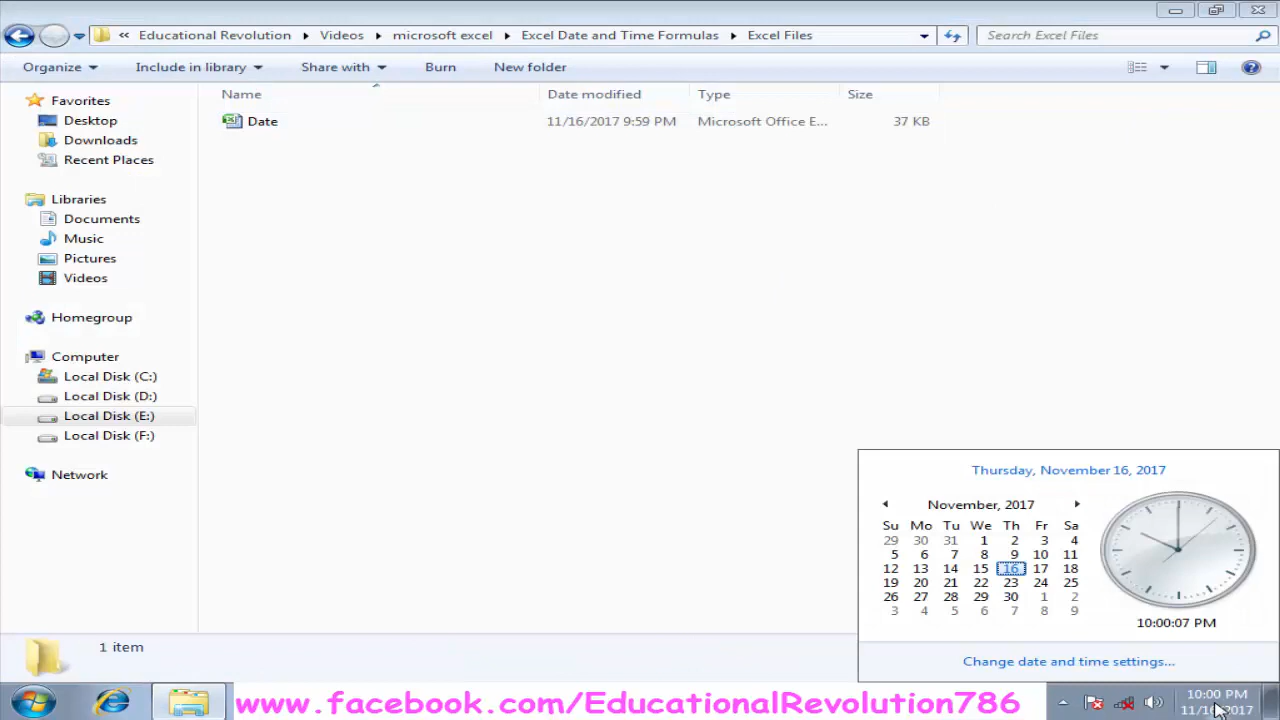 « Educational Revolution Videos microsoft excel Excel Date and Time Formulas Excel Files
Search Excel Files
Organize Include in library Share with Burn New folder
Name Date modified Type Size
Date 11/16/2017 9:59 PM Microsoft Office E... 37 KB
Favorites
Desktop
Downloads
Recent Places
Libraries
Documents
Music
Pictures
Videos
Homegroup
Computer
Local Disk (C:)
Local Disk (D:)
Local Disk (E:)
Local Disk (F:)
Network
Thursday, November 16, 2017
November, 2017
Su Mo Tu We Th Fr Sa
29 30 31 1 2 3 4
5 6 7 8 9 10 11
12 13 14 15 16 17 18
19 20 21 22 23 24 25
26 27 28 29 30 1 2
3 4 5 6 7 8 9
10:00:07 PM
Change date and time settings...
1 item
www.facebook.com/EducationalRevolution786
10:00 PM
11/16/2017